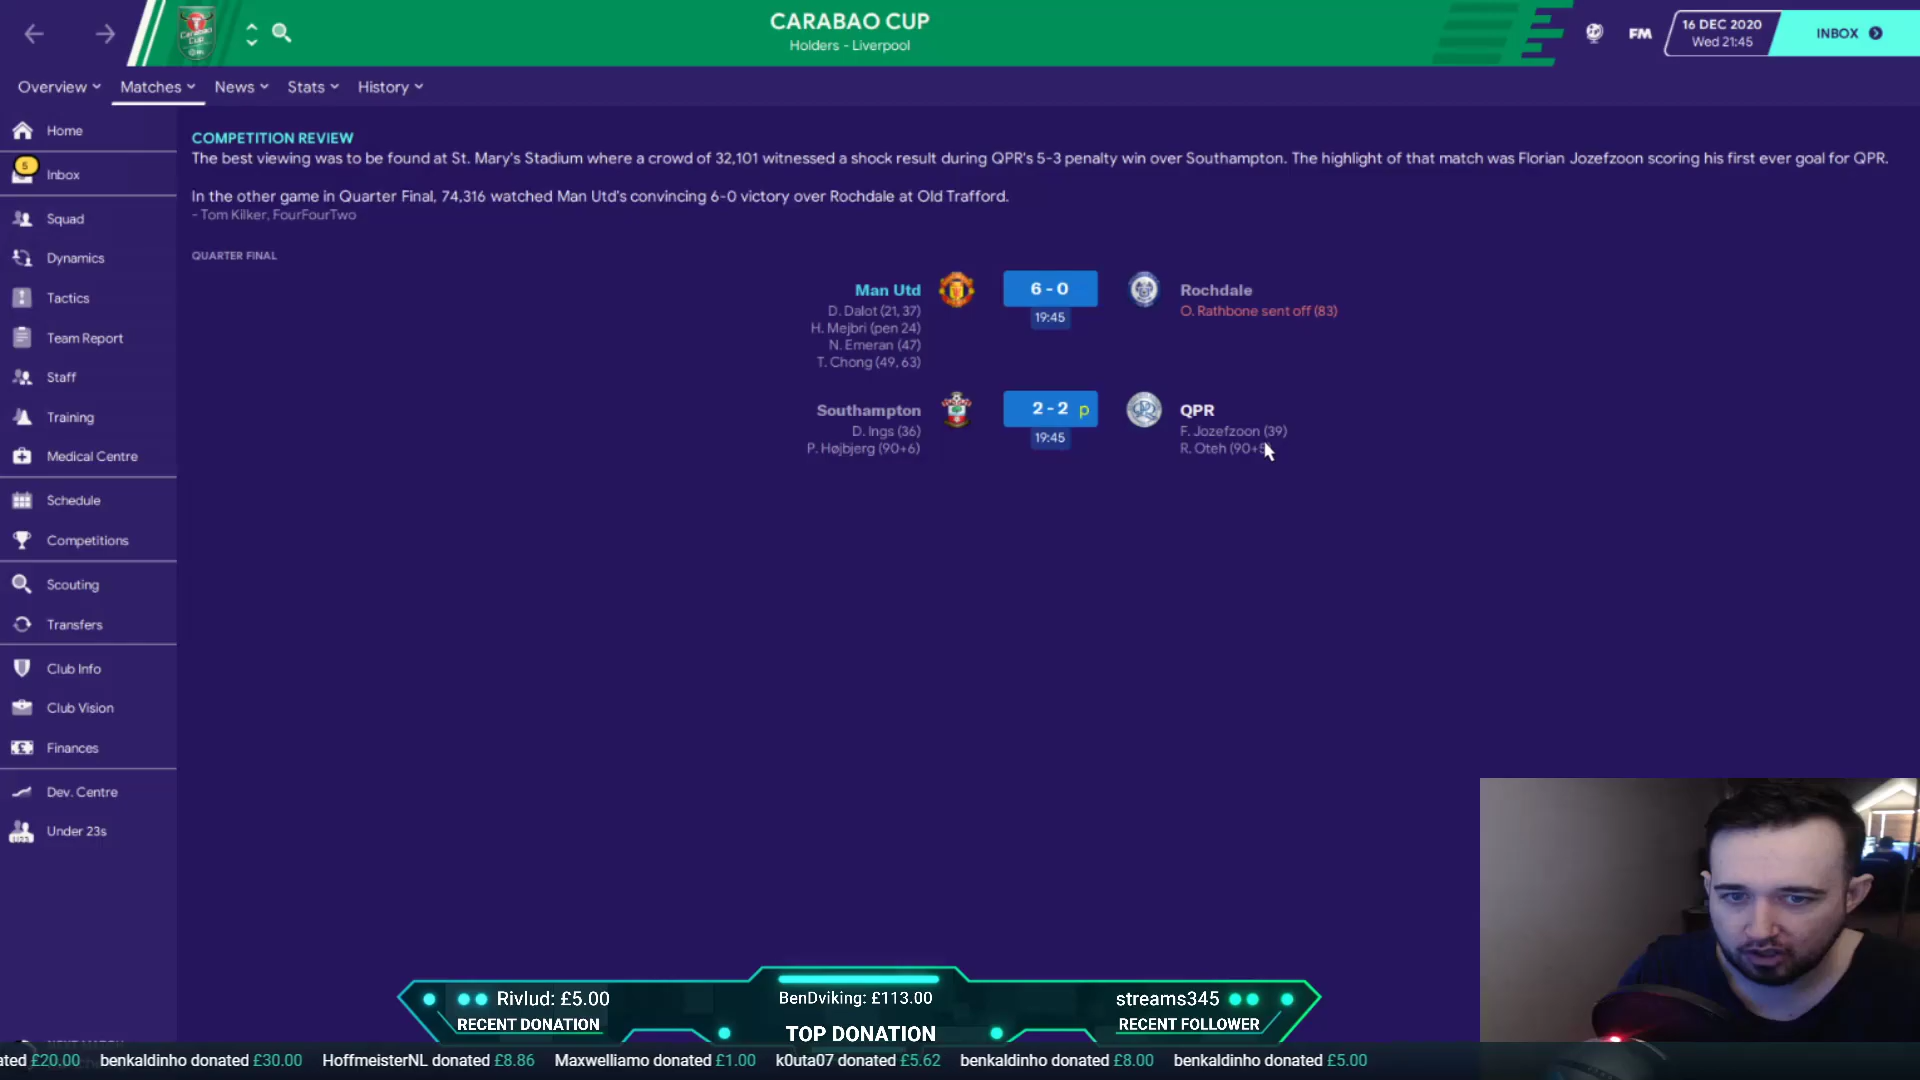 CARABAO CUP
Holders - Liverpool
FM
16 DEC 2020
Wed 21:45
INBOX
Overview
Matches
News
Stats
History
Home
5
Inbox
Squad
Dynamics
Tactics
Team Report
Staff
Training
Medical Centre
Schedule
Competitions
Scouting
Transfers
Club Info
Club Vision
Finances
Dev. Centre
Under 23s
COMPETITION REVIEW
The best viewing was to be found at St. Mary's Stadium where a crowd of 32,101 witnessed a shock result during QPR's 5-3 penalty win over Southampton. The highlight of that match was Florian Jozefzoon scoring his first ever goal for QPR.
In the other game in Quarter Final, 74,316 watched Man Utd's convincing 6-0 victory over Rochdale at Old Trafford.
- Tom Kilker, FourFourTwo
QUARTER FINAL
Man Utd 6 - 0 Rochdale
19:45
D. Dalot (21, 37)
H. Mejbri (pen 24)
N. Emeran (47)
T. Chong (49, 63)
O. Rathbone sent off (83)
Southampton 2 - 2 p QPR
19:45
D. Ings (36)
P. Højbjerg (90+6)
F. Jozefzoon (39)
R. Oteh (90+
Rivlud: £5.00
RECENT DONATION
BenDviking: £113.00
TOP DONATION
streams345
RECENT FOLLOWER
ated £20.00 benkaldinho donated £30.00 HoffmeisterNL donated £8.86 Maxwelliamo donated £1.00 k0uta07 donated £5.62 benkaldinho donated £8.00 benkaldinho donated £5.00